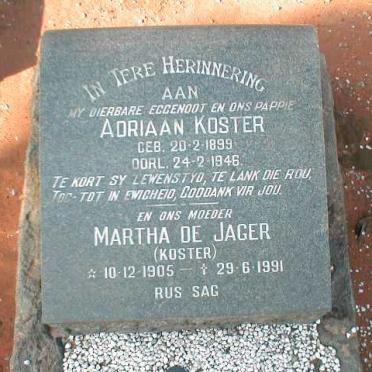 IN TERE HERINNERING
AAN
MY DIERBARE EGGENOOT EN ONS PAPPIE
ADRIAAN KOSTER
GEB. 20-2-1899
OORL. 24-2-1946.
TE KORT SY LEWENSTYD, TE LANK DIE ROU,
TOG-TOT IN EWIGHEID, GODDANK VIR JOU.
EN ONS MOEDER
MARTHA DE JAGER
(KOSTER)
☆ 10-12-1905 — † 29-6-1991
RUS SAG